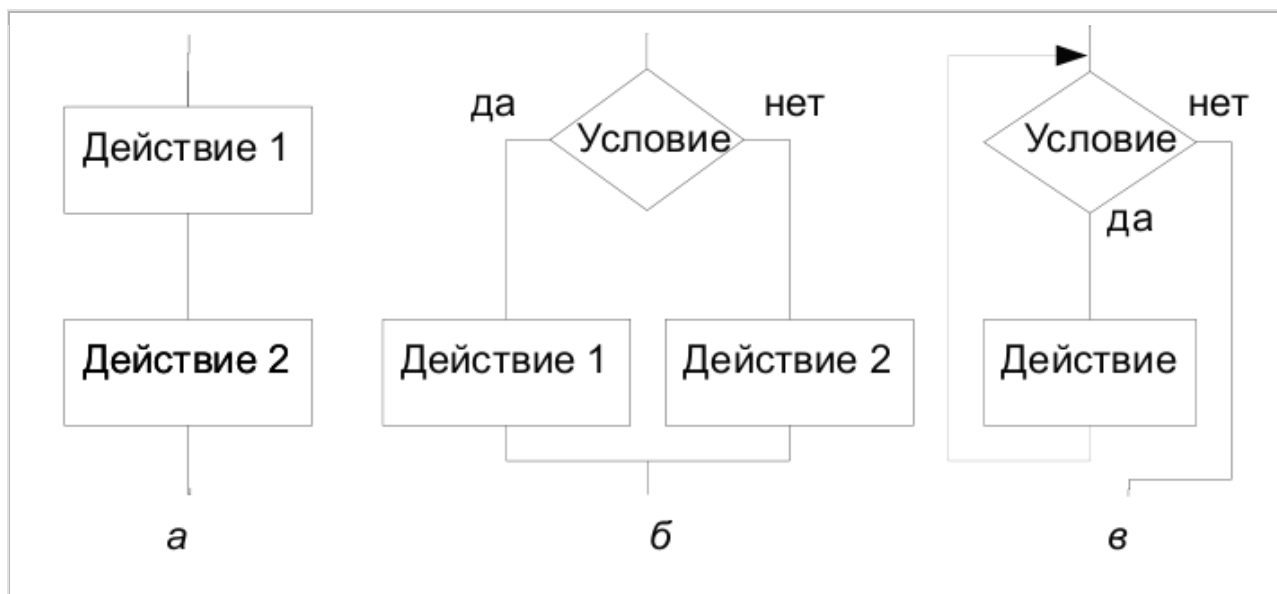 Действие 1
Действие 2
а
да
нет
Условие
Действие 1
Действие 2
б
нет
Условие
да
Действие
в